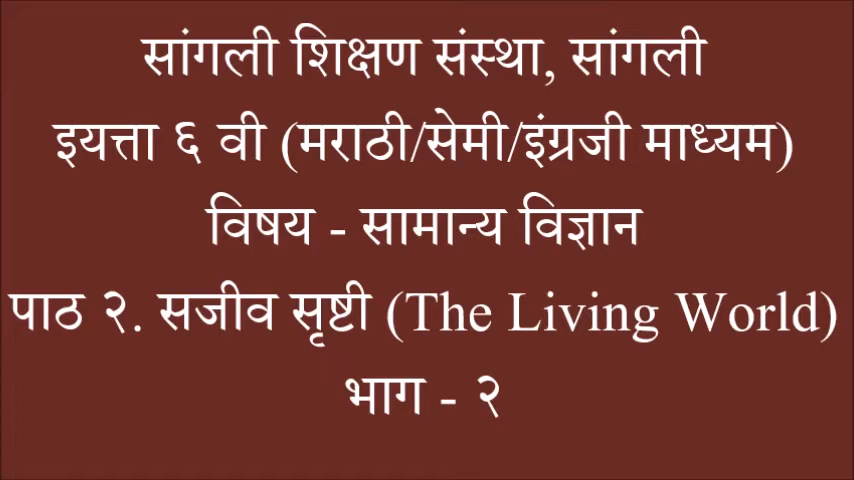 सांगली शिक्षण संस्था, सांगली
इयत्ता ६ वी (मराठी/सेमी/इंग्रजी माध्यम)
विषय - सामान्य विज्ञान
पाठ २. सजीव सृष्टी (The Living World)
भाग - २